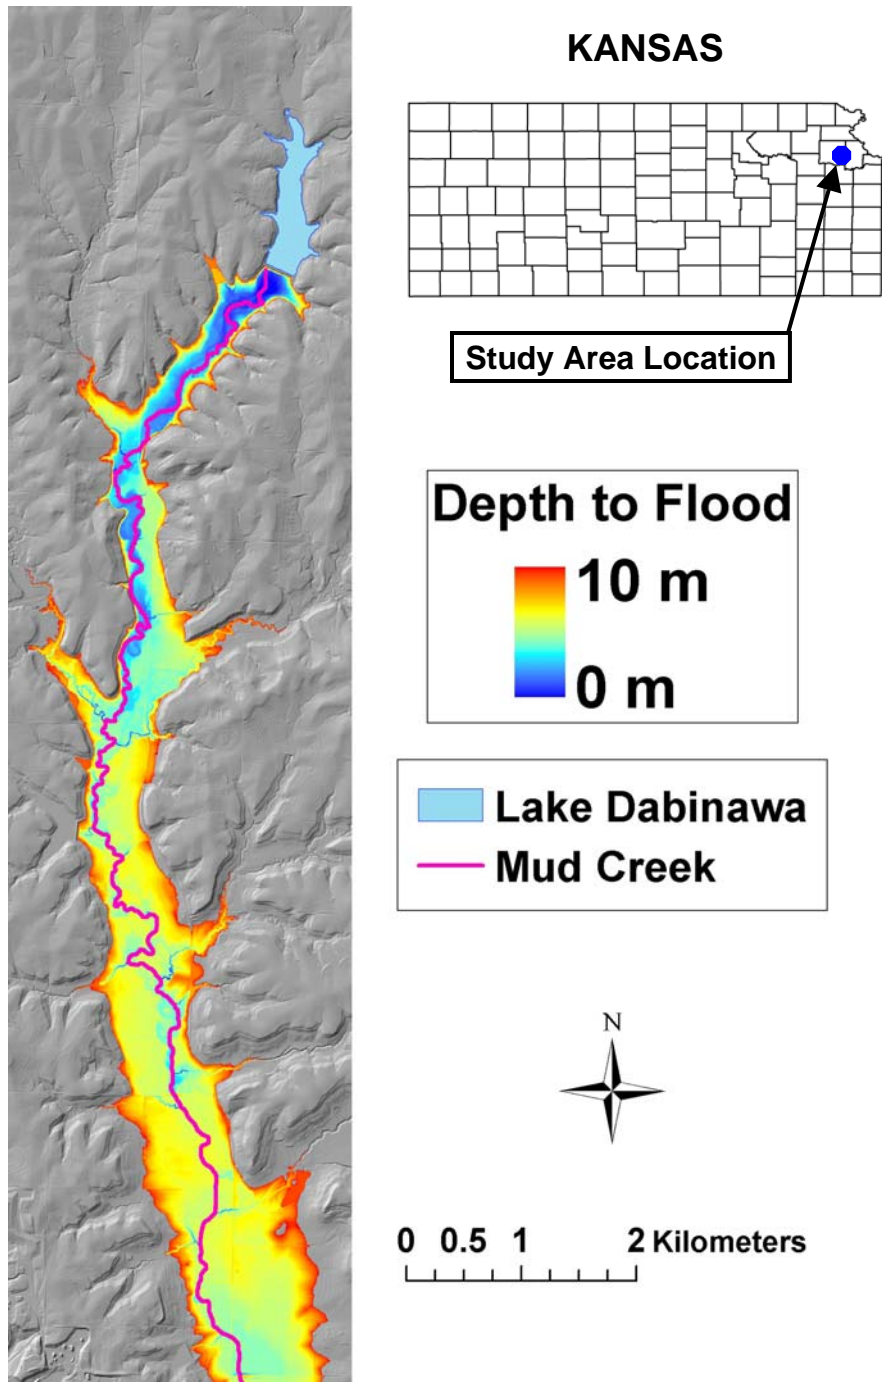 KANSAS
Study Area Location
Depth to Flood
10 m
0 m
Lake Dabinawa
Mud Creek
N
0 0.5 1 2 Kilometers